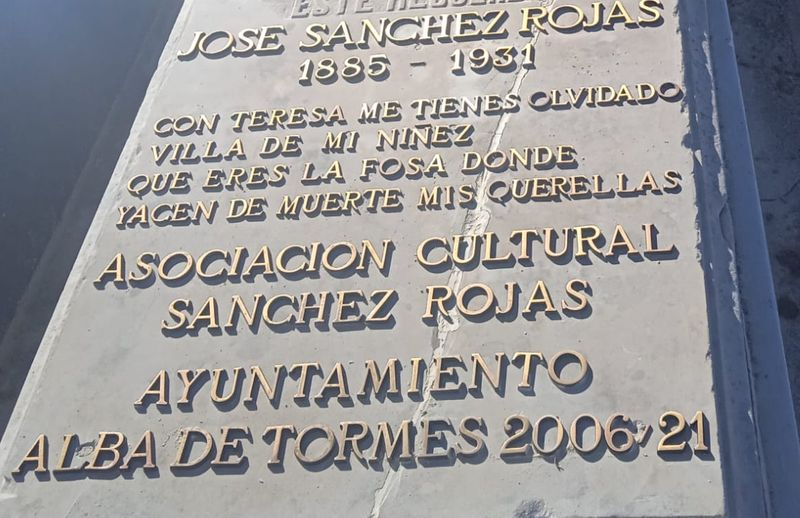 ESTE
JOSE SANCHEZ ROJAS
1885 - 1931
CON TERESA ME TIENES OLVIDADO
VILLA DE MI NIÑEZ
QUE ERES LA FOSA DONDE
YACEN DE MUERTE MIS QUERELLAS
ASOCIACION CULTURAL
SANCHEZ ROJAS
AYUNTAMIENTO
ALBA DE TORMES 2006-21